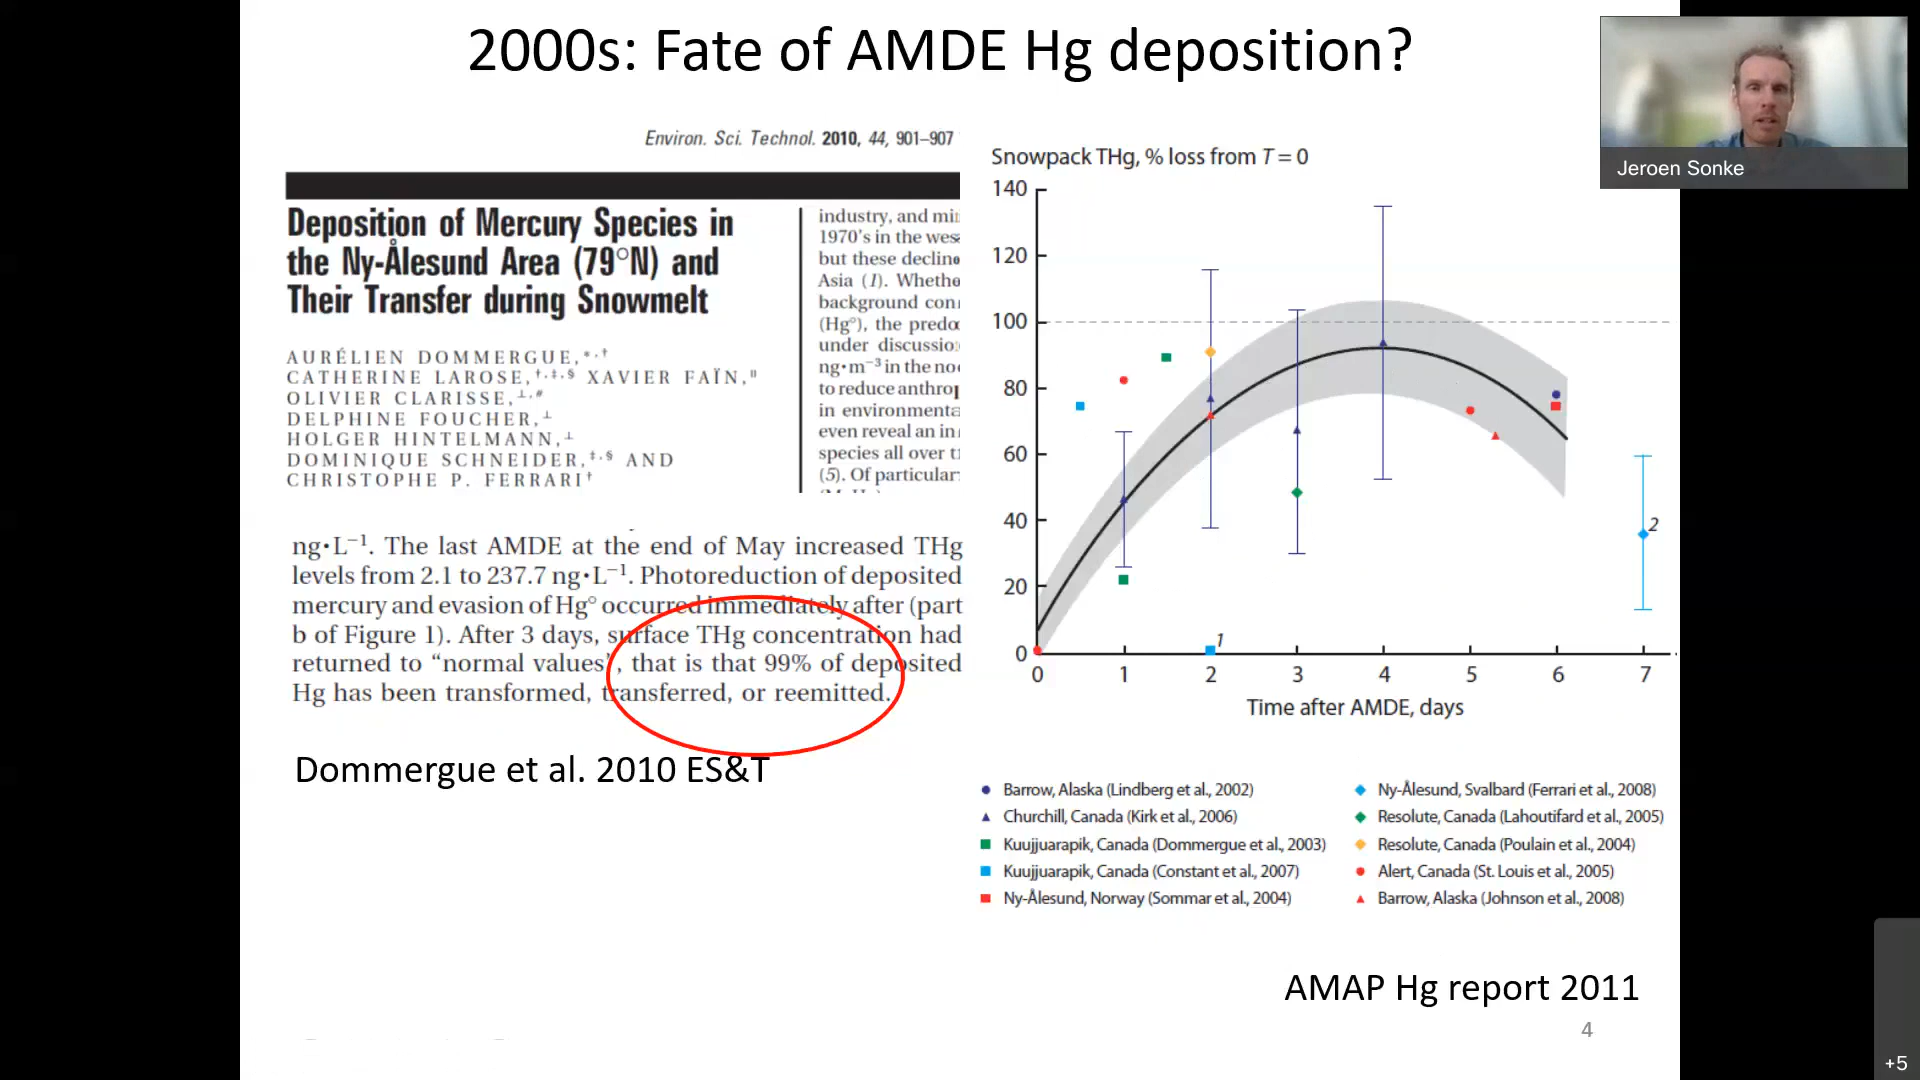 2000s: Fate of AMDE Hg deposition?
Jeroen Sonke
Environ. Sci. Technol. 2010, 44, 901–907
Deposition of Mercury Species in
the Ny-Ålesund Area (79°N) and
Their Transfer during Snowmelt
AURÉLIEN DOMMERGUE,*,†
CATHERINE LAROSE,†,‡,§ XAVIER FAÏN,||
OLIVIER CLARISSE,⊥,#
DELPHINE FOUCHER,⊥
HOLGER HINTELMANN,⊥
DOMINIQUE SCHNEIDER,‡,§ AND
CHRISTOPHE P. FERRARI†
industry, and mi
1970's in the wes
but these decline
Asia (1). Whethe
background con
(Hg°), the predo
under discussio
ng·m−3 in the no
to reduce anthrop
in environmenta
even reveal an in
species all over t
(5). Of particular
ng·L−1. The last AMDE at the end of May increased THg
levels from 2.1 to 237.7 ng·L−1. Photoreduction of deposited
mercury and evasion of Hg° occurred immediately after (part
b of Figure 1). After 3 days, surface THg concentration had
returned to “normal values”, that is that 99% of deposited
Hg has been transformed, transferred, or reemitted.
Dommergue et al. 2010 ES&T
Snowpack THg, % loss from T = 0
140
120
100
80
60
40
20
0
0 1 2 3 4 5 6 7
1
2
Time after AMDE, days
Barrow, Alaska (Lindberg et al., 2002)
Churchill, Canada (Kirk et al., 2006)
Kuujjuarapik, Canada (Dommergue et al., 2003)
Kuujjuarapik, Canada (Constant et al., 2007)
Ny-Ålesund, Norway (Sommar et al., 2004)
Ny-Ålesund, Svalbard (Ferrari et al., 2008)
Resolute, Canada (Lahoutifard et al., 2005)
Resolute, Canada (Poulain et al., 2004)
Alert, Canada (St. Louis et al., 2005)
Barrow, Alaska (Johnson et al., 2008)
AMAP Hg report 2011
4
+5